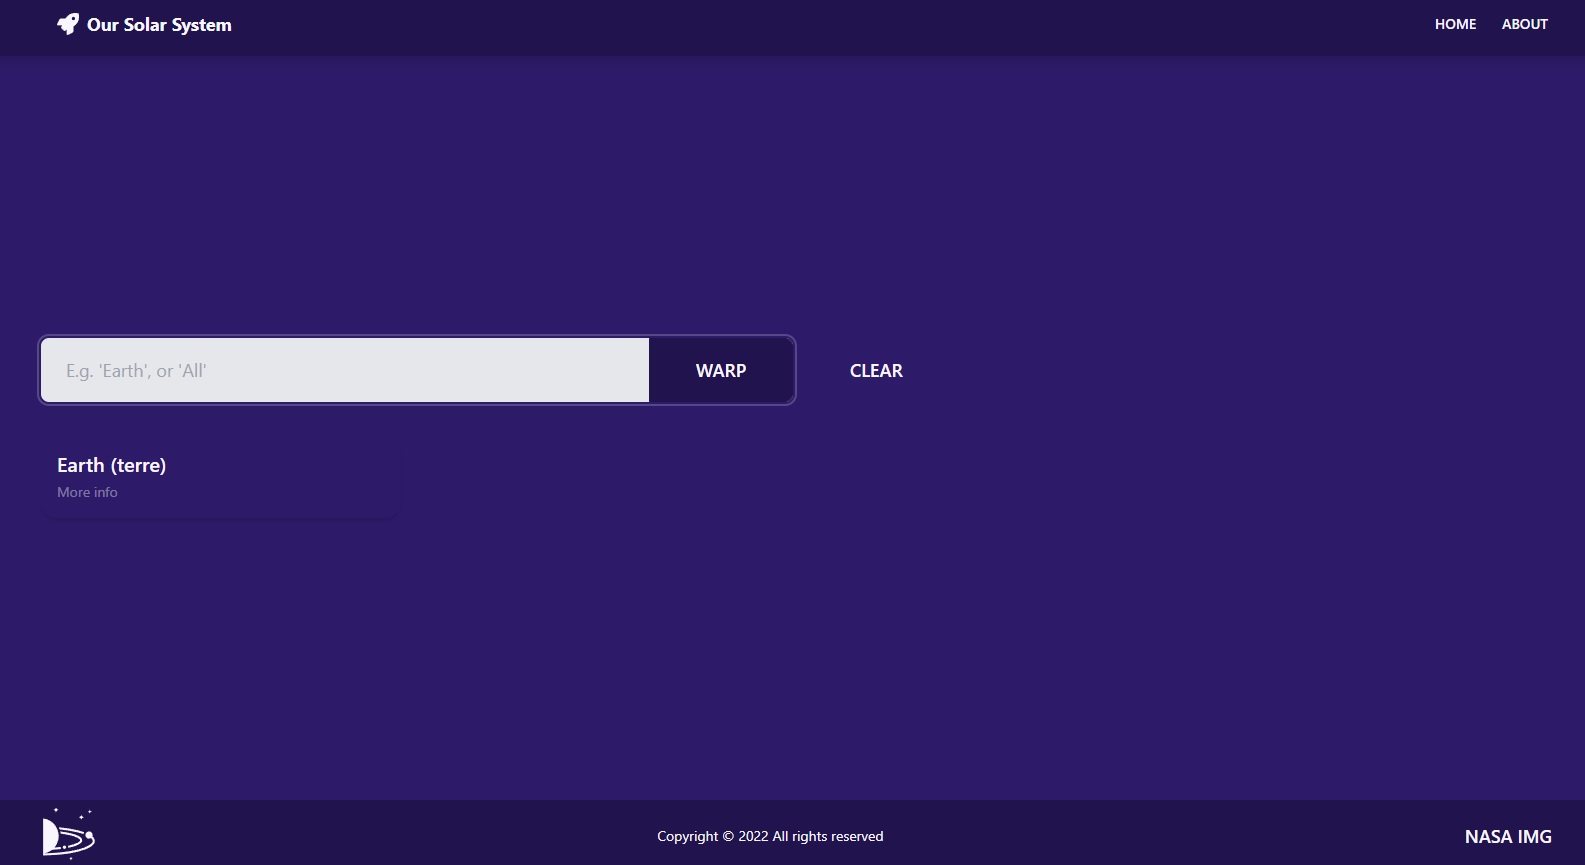 Our Solar System
HOME
ABOUT
E.g. 'Earth', or 'All'
WARP
CLEAR
Earth (terre)
More info
Copyright © 2022 All rights reserved
NASA IMG